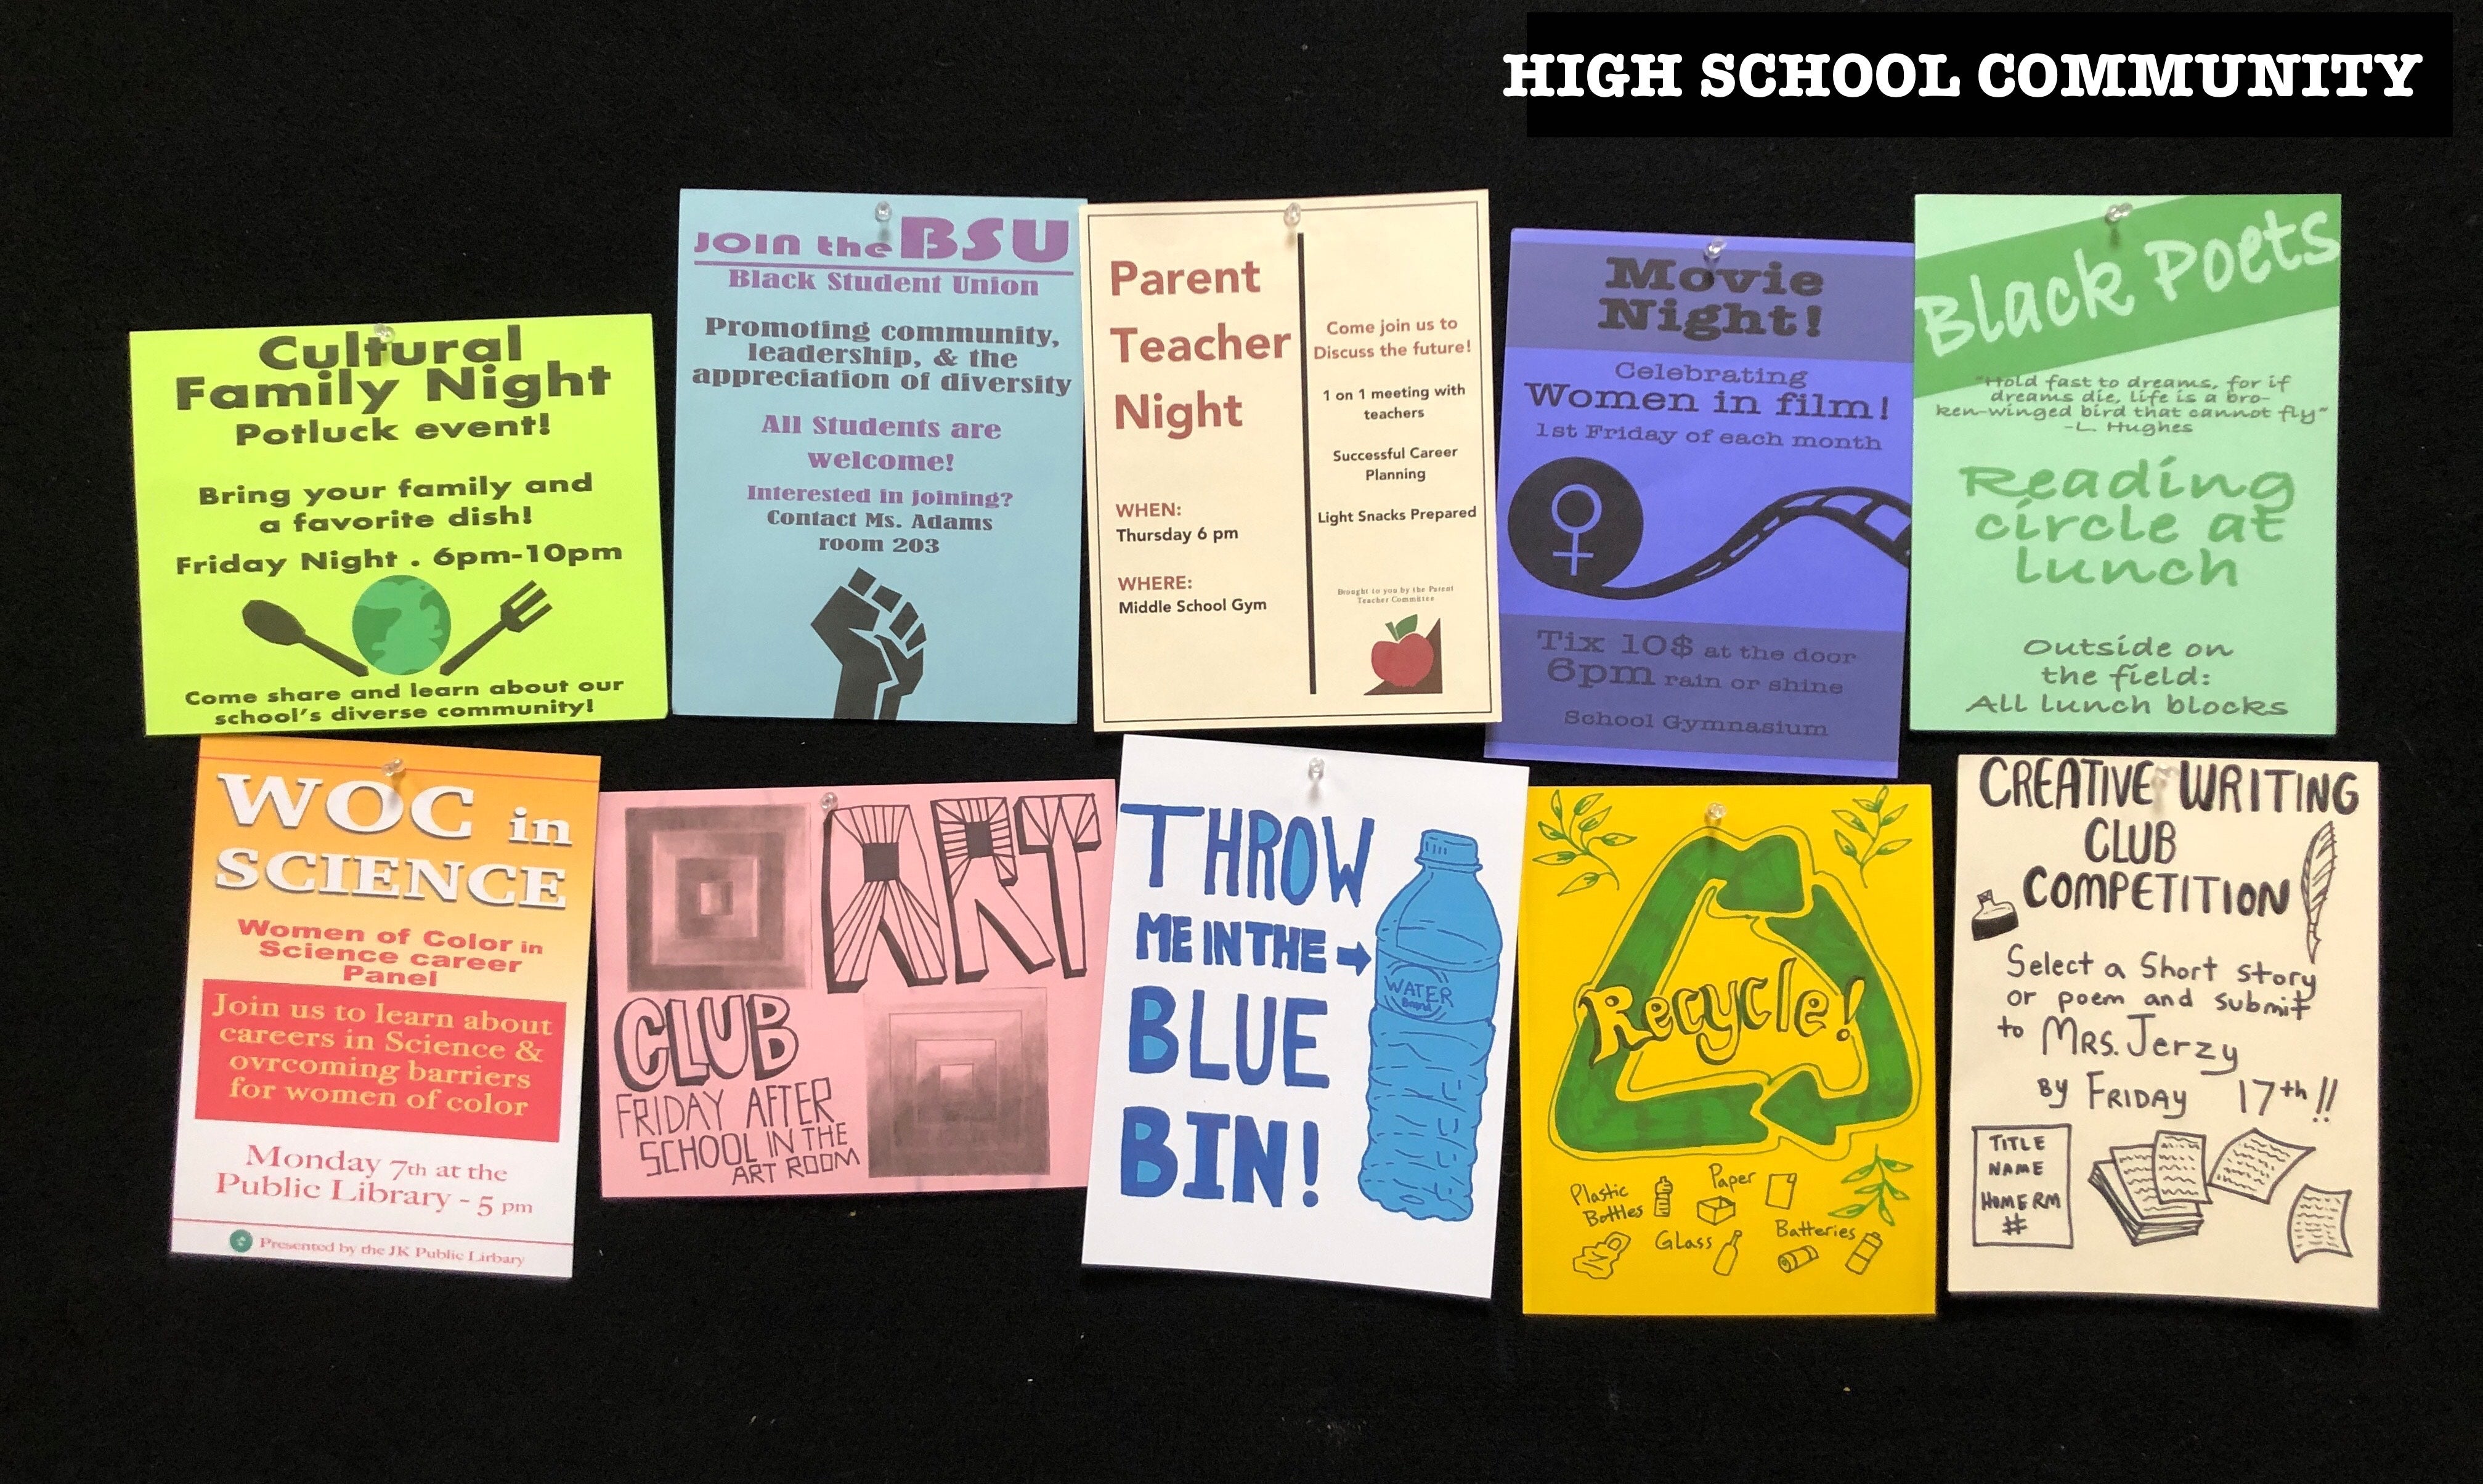 HIGH SCHOOL COMMUNITY
Cultural
Family Night
Potluck event!
Bring your family and
a favorite dish!
Friday Night . 6pm-10pm
Come share and learn about our
school's diverse community!
JOIN the BSU
Black Student Union
Promoting community,
leadership, & the
appreciation of diversity
All Students are
welcome!
Interested in joining?
Contact Ms. Adams
room 203
Parent
Teacher
Night
WHEN:
Thursday 6 pm
WHERE:
Middle School Gym
Come join us to
Discuss the future!
1 on 1 meeting with
teachers
Successful Career
Planning
Light Snacks Prepared
Brought to you by the Parent
Teacher Committee
Movie
Night!
Celebrating
Women in film!
1st Friday of each month
Tix 10$ at the door
6pm rain or shine
School Gymnasium
Black Poets
"Hold fast to dreams, for if
dreams die, life is a bro-
ken-winged bird that cannot fly"
-L. Hughes
Reading
circle at
lunch
Outside on
the field:
All lunch blocks
WOC in
SCIENCE
Women of Color in
Science career
Panel
Join us to learn about
careers in Science &
ovrcoming barriers
for women of color
Monday 7th at the
Public Library - 5 pm
Presented by the JK Public Lirbary
ART
CLUB
FRIDAY AFTER
SCHOOL IN THE
ART ROOM
THROW
ME IN THE
BLUE
BIN!
WATER
Brand
Recycle!
Plastic
Bottles
Paper
Glass
Batteries
CREATIVE WRITING
CLUB
COMPETITION
Select a Short story
or poem and submit
to Mrs. Jerzy
by FRIDAY 17th!!
TITLE
NAME
HOMERM
#